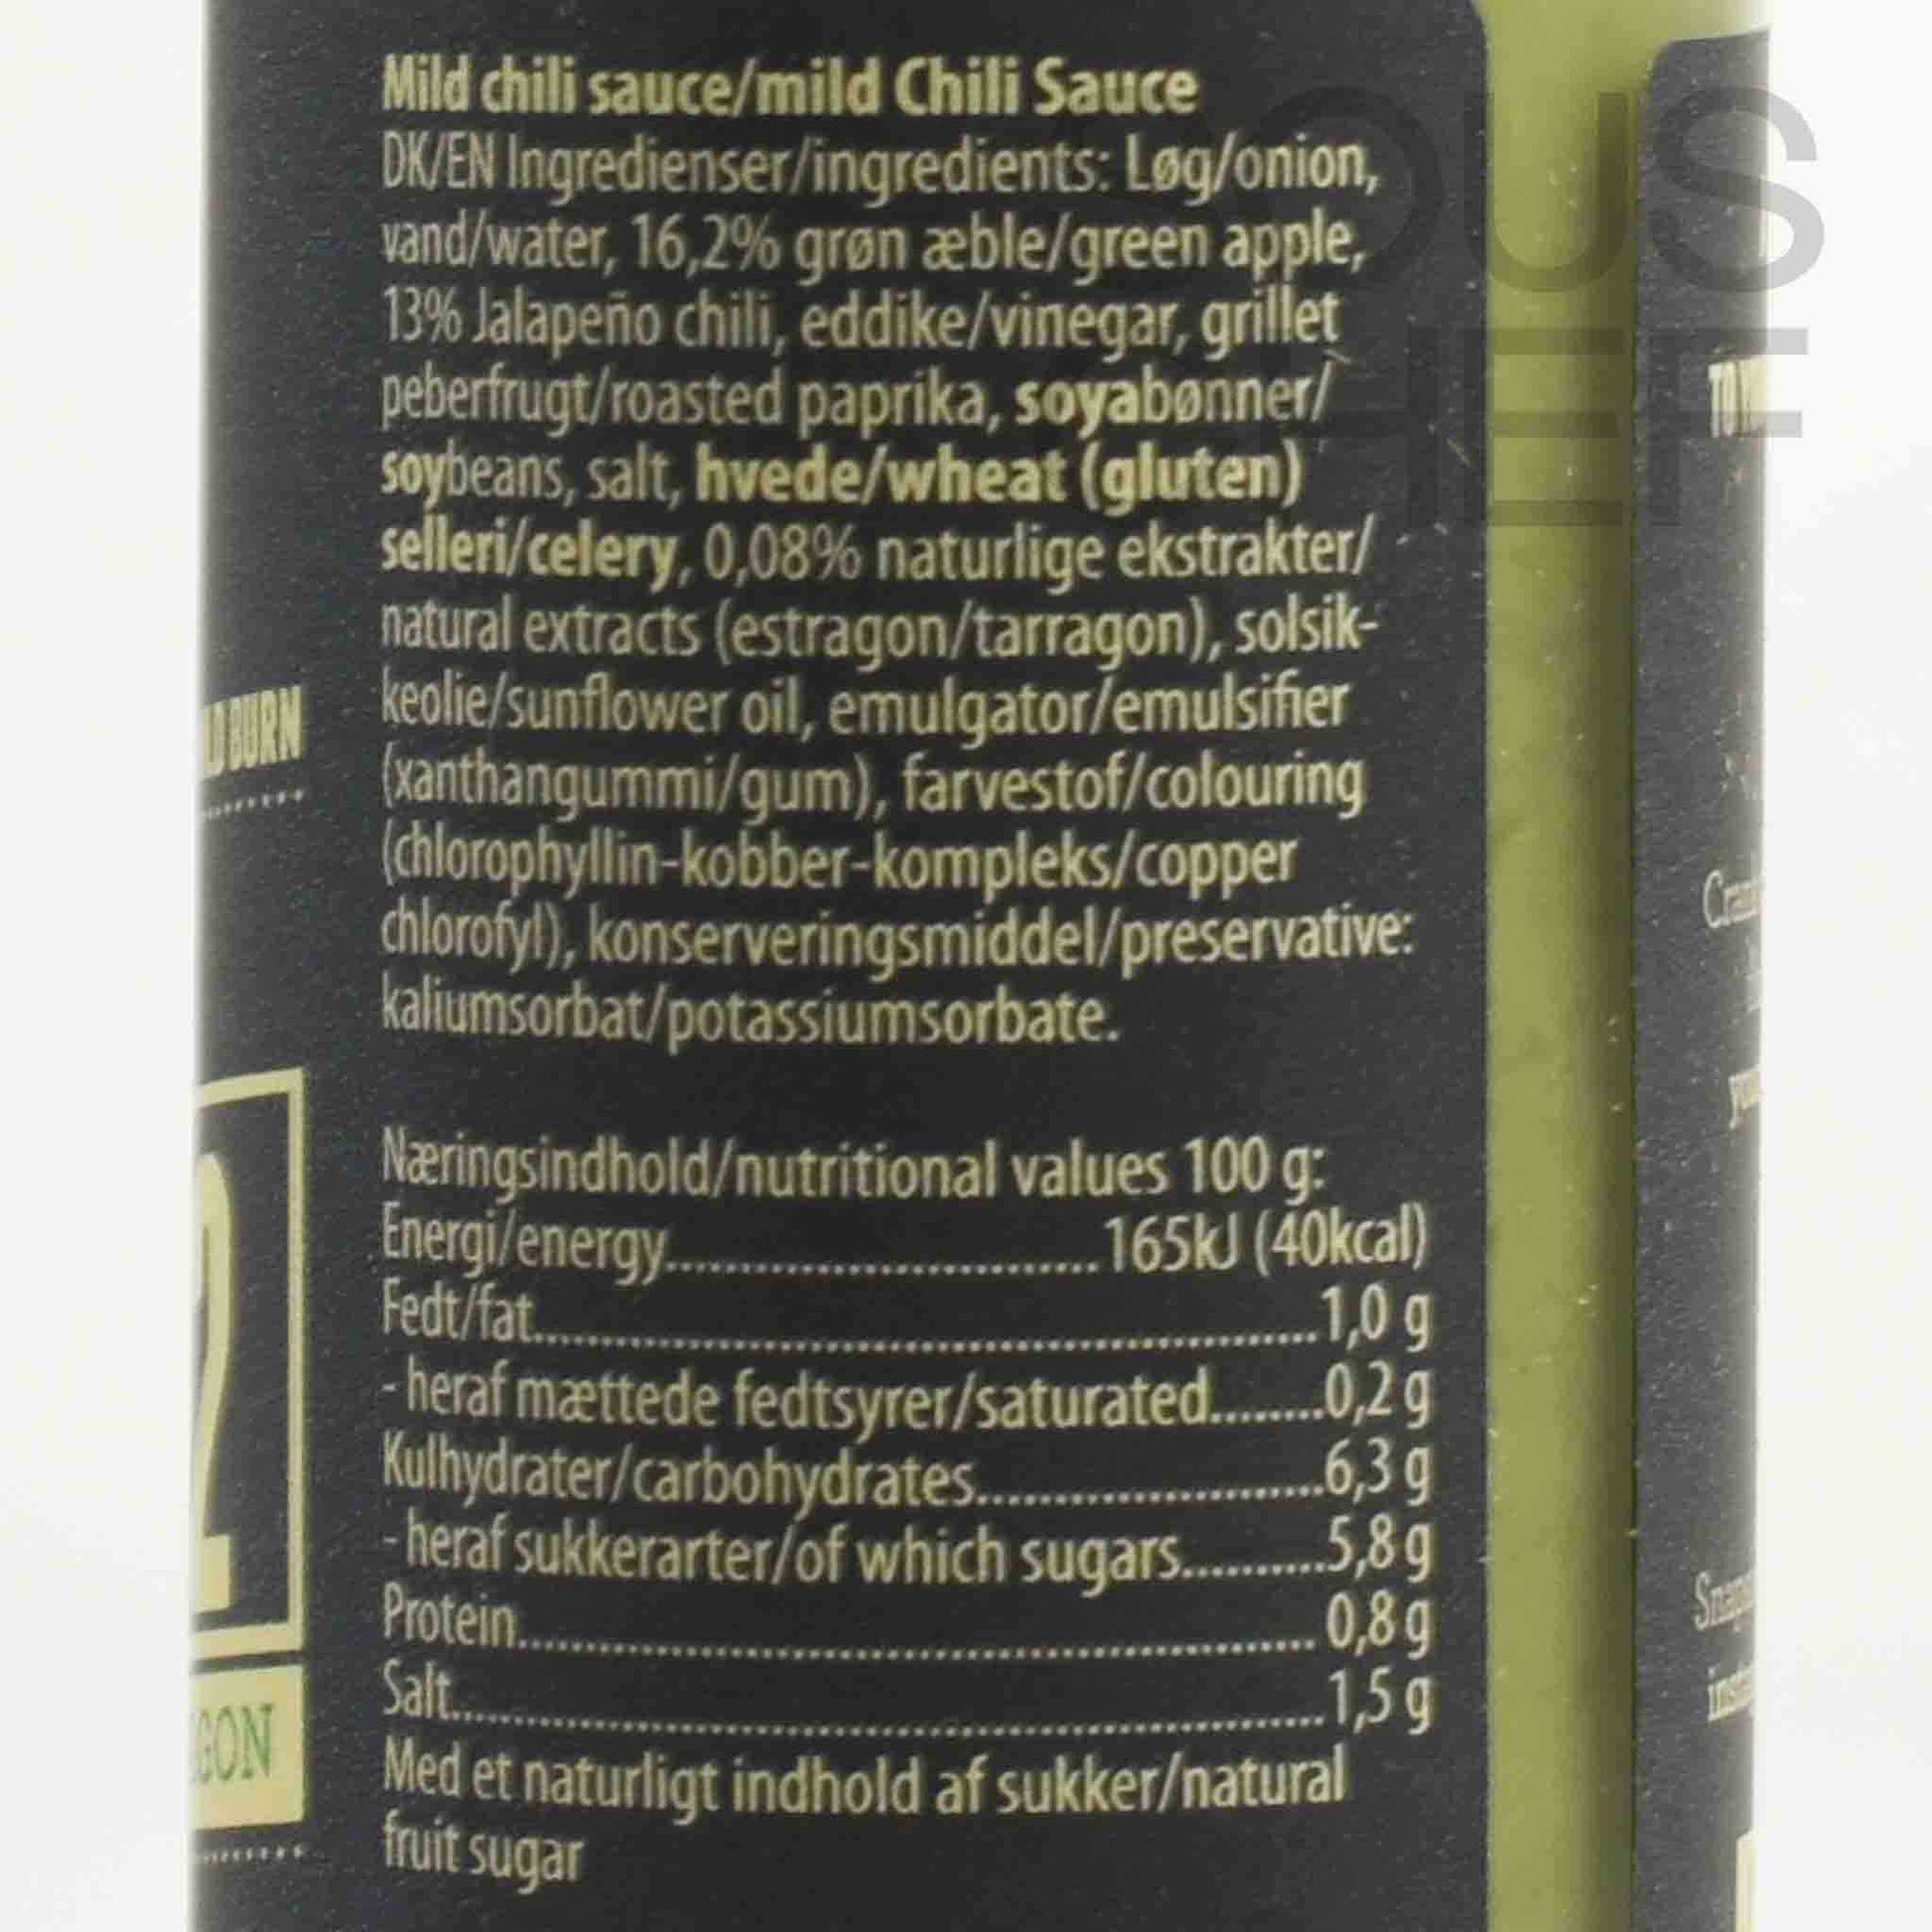 Mild chili sauce/mild Chili Sauce
DK/EN Ingredienser/ingredients: Løg/onion,
vand/water, 16,2% grøn æble/green apple,
13% Jalapeño chili, eddike/vinegar, grillet
peberfrugt/roasted paprika, soyabønner/
soybeans, salt, hvede/wheat (gluten)
selleri/celery, 0,08% naturlige ekstrakter/
natural extracts (estragon/tarragon), solsik-
keolie/sunflower oil, emulgator/emulsifier
(xanthangummi/gum), farvestof/colouring
(chlorophyllin-kobber-kompleks/copper
chlorofyl), konserveringsmiddel/preservative:
kaliumsorbat/potassiumsorbate.
Næringsindhold/nutritional values 100 g:
Energi/energy..............................165kJ (40kcal)
Fedt/fat......................................................1,0 g
- heraf mættede fedtsyrer/saturated........0,2 g
Kulhydrater/carbohydrates........................6,3 g
- heraf sukkerarter/of which sugars..........5,8 g
Protein.......................................................0,8 g
Salt............................................................1,5 g
Med et naturligt indhold af sukker/natural
fruit sugar
BURN
2
GON
SOUS
CHEF